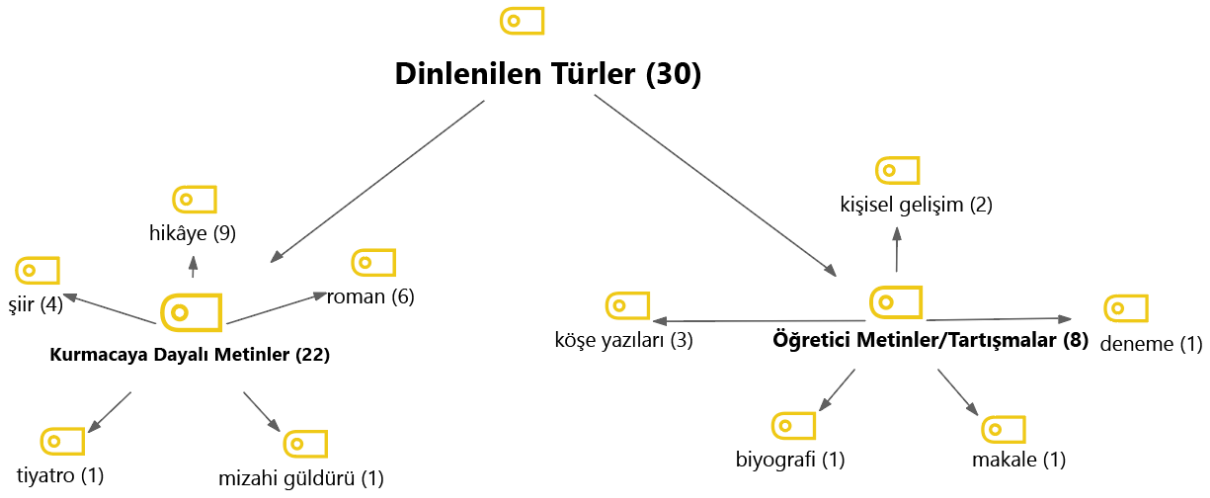 Dinlenilen Türler (30)
hikâye (9)
şiir (4)
roman (6)
Kurmacaya Dayalı Metinler (22)
tiyatro (1)
mizahi güldürü (1)
kişisel gelişim (2)
köşe yazıları (3)
Öğretici Metinler/Tartışmalar (8)
deneme (1)
biyografi (1)
makale (1)